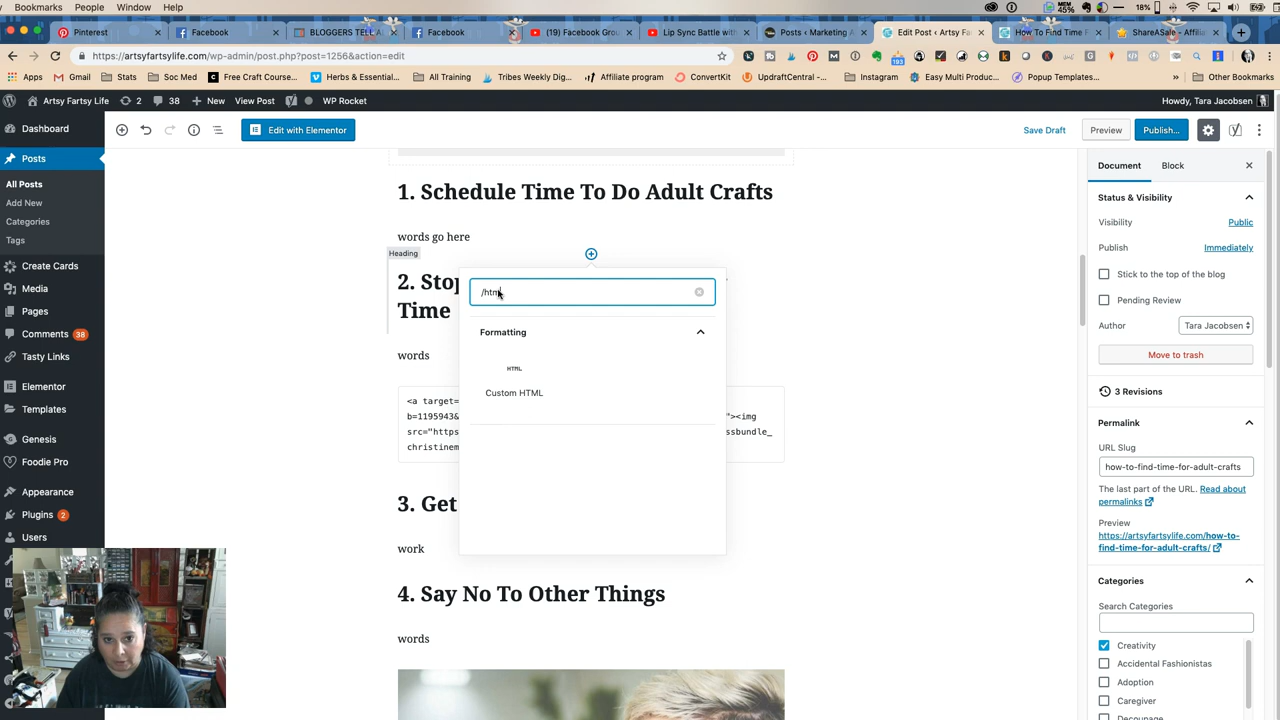 Bookmarks People Window Help
18%
Pinterest
Facebook
BLOGGERS TELL A
Facebook
(19) Facebook Grou
Lip Sync Battle with
Posts ‹ Marketing A
Edit Post ‹ Artsy Fa
How To Find Time F
ShareASale - Affilia
https://artsyfartsylife.com/wp-admin/post.php?post=1256&action=edit
Apps Gmail Stats Soc Med Free Craft Course... Herbs & Essential... All Training Tribes Weekly Dig... Affiliate program ConvertKit UpdraftCentral -... Instagram Easy Multi Produc... Popup Templates... » Other Bookmarks
Artsy Fartsy Life 2 38 New View Post WP Rocket Howdy, Tara Jacobsen
Dashboard
Posts
All Posts
Add New
Categories
Tags
Create Cards
Media
Pages
Comments 38
Tasty Links
Elementor
Templates
Genesis
Foodie Pro
Appearance
Plugins 2
Users
Edit with Elementor
Save Draft
Preview
Publish...
1. Schedule Time To Do Adult Crafts
words go here
Heading
2. Stop
Time
/html
Formatting
HTML
Custom HTML
words
<a target=
b=1195943& "><img
src="https ssbundle_
christinem
3. Get
work
4. Say No To Other Things
words
Document Block
Status & Visibility
Visibility Public
Publish Immediately
Stick to the top of the blog
Pending Review
Author Tara Jacobsen
Move to trash
3 Revisions
Permalink
URL Slug
how-to-find-time-for-adult-crafts
The last part of the URL. Read about
permalinks
Preview
https://artsyfartsylife.com/how-to-
find-time-for-adult-crafts/
Categories
Search Categories
Creativity
Accidental Fashionistas
Adoption
Caregiver
Decoupage